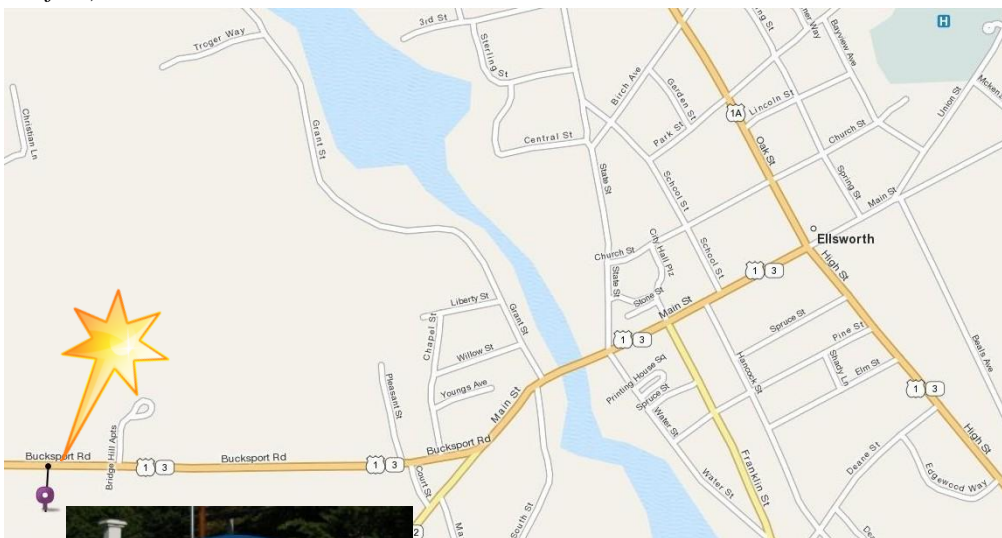 3rd St
Troger Way
Sterling St
Birch Ave
Bayview Ave
H
Christian Ln
Grant St
Garden St
Central St
Park St
1A
Lincoln St
Union St
Church St
Oak St
State St
School St
Spring St
Main St
Ellsworth
Church St
City Hall Plz
School St
State St
1 3
High St
Stone St
Main St
Liberty St
Grant St
Chapel St
Willow St
1 3
Spruce St
Pine St
Beals Ave
Printing House Sq
Shady Ln
Elm St
Pleasant St
Youngs Ave
Main St
Spruce St
Hancock St
1 3
Water St
Bucksport Rd
Bridge Hill Apts
Bucksport Rd
1 3
Bucksport Rd
1 3
High St
Deane St
Edgewood Way
Court St
Water St
Franklin St
South St